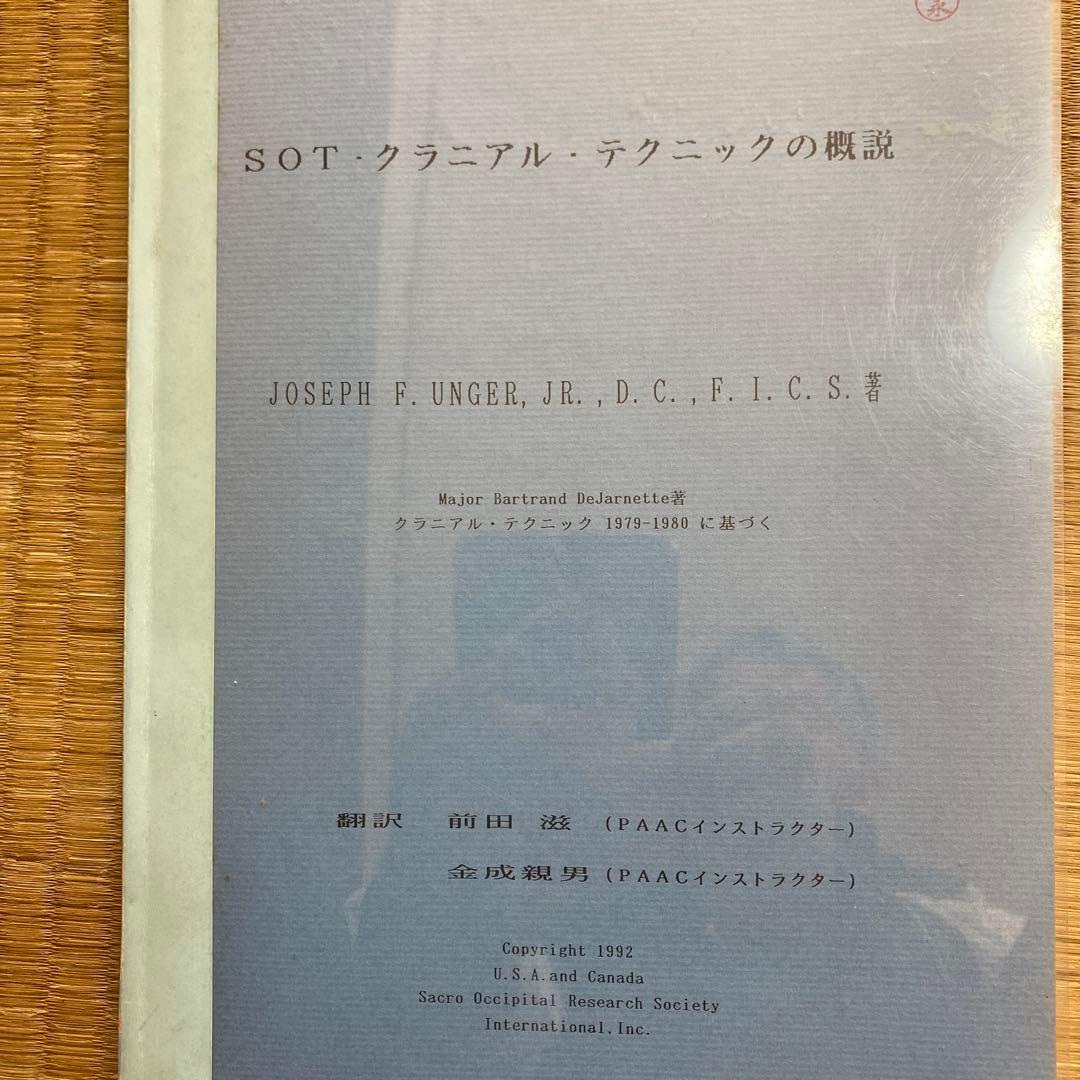 永
SOT・クラニアル・テクニックの概説
JOSEPH F. UNGER, JR. , D. C. , F. I. C. S. 著
Major Bartrand DeJarnette著
クラニアル・テクニック 1979-1980 に基づく
翻訳 前田 滋 (PAACインストラクター)
金成親男 (PAACインストラクター)
Copyright 1992
U.S.A.and Canada
Sacro Occipital Research Society
International,Inc.